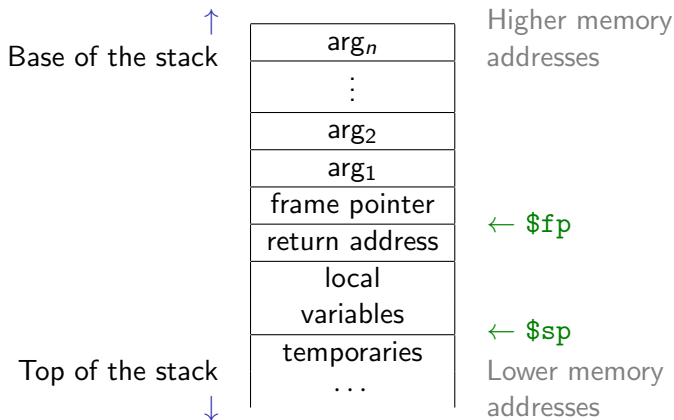 ↑
Base of the stack
arg_n
⋮
arg_2
arg_1
frame pointer
return address
local
variables
temporaries
...
Top of the stack
↓
Higher memory
addresses
← $fp
← $sp
Lower memory
addresses